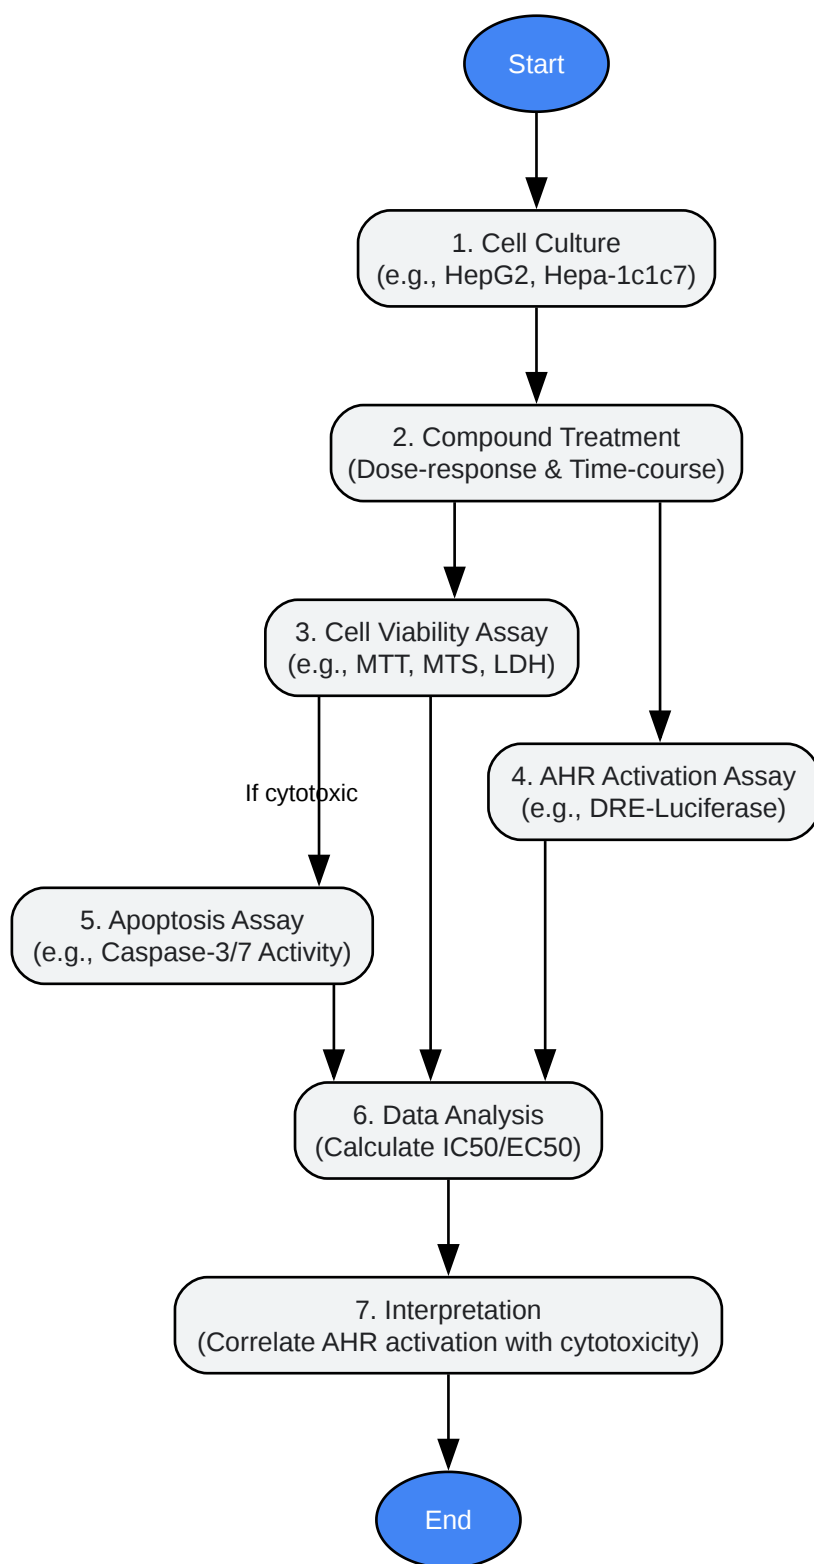 Start
1. Cell Culture
(e.g., HepG2, Hepa-1c1c7)
2. Compound Treatment
(Dose-response & Time-course)
3. Cell Viability Assay
(e.g., MTT, MTS, LDH)
4. AHR Activation Assay
(e.g., DRE-Luciferase)
If cytotoxic
5. Apoptosis Assay
(e.g., Caspase-3/7 Activity)
6. Data Analysis
(Calculate IC50/EC50)
7. Interpretation
(Correlate AHR activation with cytotoxicity)
End